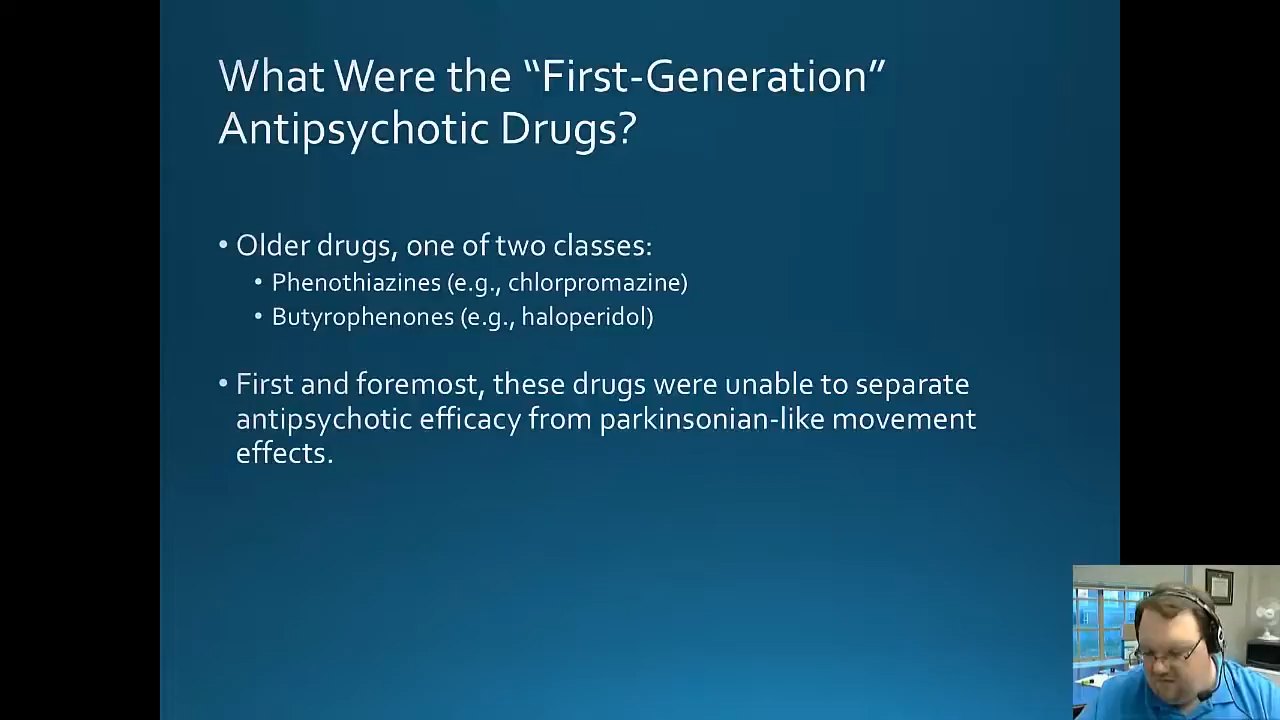 What Were the “First-Generation”
Antipsychotic Drugs?
• Older drugs, one of two classes:
• Phenothiazines (e.g., chlorpromazine)
• Butyrophenones (e.g., haloperidol)
• First and foremost, these drugs were unable to separate
antipsychotic efficacy from parkinsonian-like movement
effects.